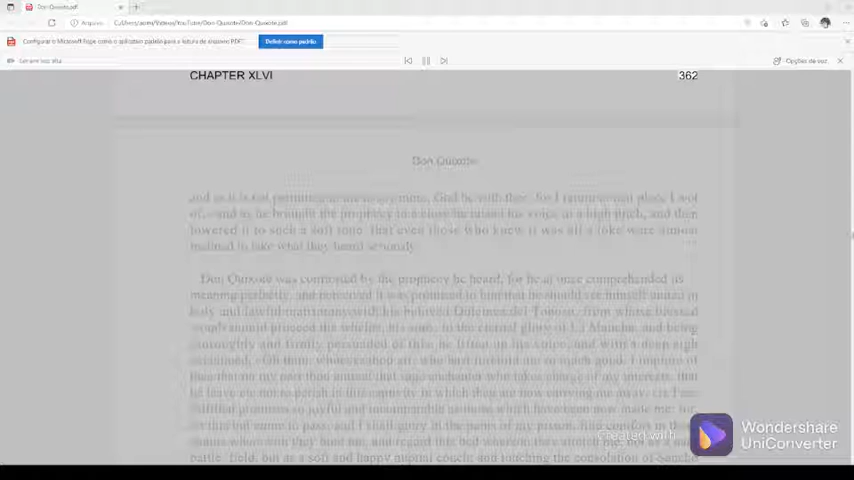 Don Quixote.pdf
Arquivo C:/Users/
/Videos/YouTube/Don Quixote/Don Quixote.pdf
Configurar o Microsoft Edge como o aplicativo padrão para a leitura de arquivos PDF?
Definir como padrão
Ler em voz alta
Opções de voz
CHAPTER XLVI
362
Don Quixote
and as it is not permitted to me to go
God be with thee, for I return to
place I wot
of; and as he brought the prophecy to a close he raised his voice to a high pitch, and then
lowered it to such a soft tone, that even those who knew it was all a joke were almost
inclined to take what they heard seriously.
Don Quixote was comforted by the prophecy he heard, for he at once comprehended its
meaning perfectly, and perceived it was promised to him that he should see himself united in
holy and lawful matrimony with his beloved Dulcinea del Toboso, from whose blessed
womb should proceed the whelps, his sons, to the eternal glory of La Mancha; and being
thoroughly and firmly persuaded of this, he lifted up his voice, and with a deep sigh
exclaimed, Oh thou, whoever thou art, who hast foretold me so much good, I implore of
thee that on my part thou entreat that sage enchanter who takes charge of my interests, that
he leave me not to perish in this captivity in which they are now carrying me away, ere I see
fulfilled promises so joyful and incomparable as those which have been now made me; for,
let this but come to pass, and I shall glory in the pains of my prison, find comfort in these
chains wherewith they bind me, and regard this bed whereon they stretch me, not as a hard
battle-field, but as a soft and happy nuptial couch; and touching the consolation of Sancho
Created with
Wondershare
UniConverter